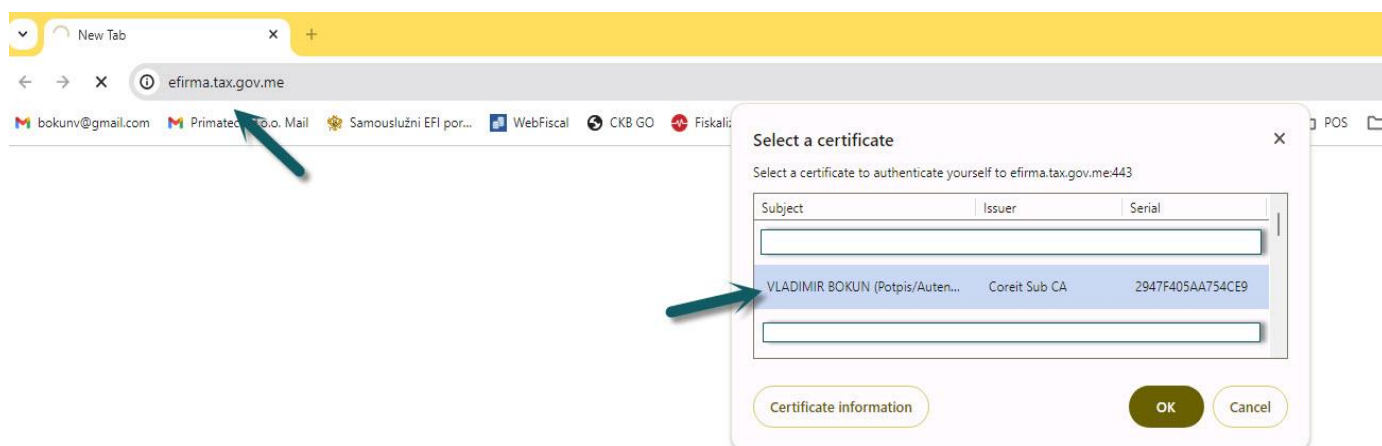 New Tab
efirma.tax.gov.me
bokunv@gmail.com Mail Samouslužni EFI por... WebFiscal CKB GO POS
Select a certificate
Select a certificate to authenticate yourself to efirma.tax.gov.me:443
Subject Issuer Serial
VLADIMIR BOKUN (Potpis/Auten... Coreit Sub CA 2947F405AA754CE9
Certificate information OK Cancel